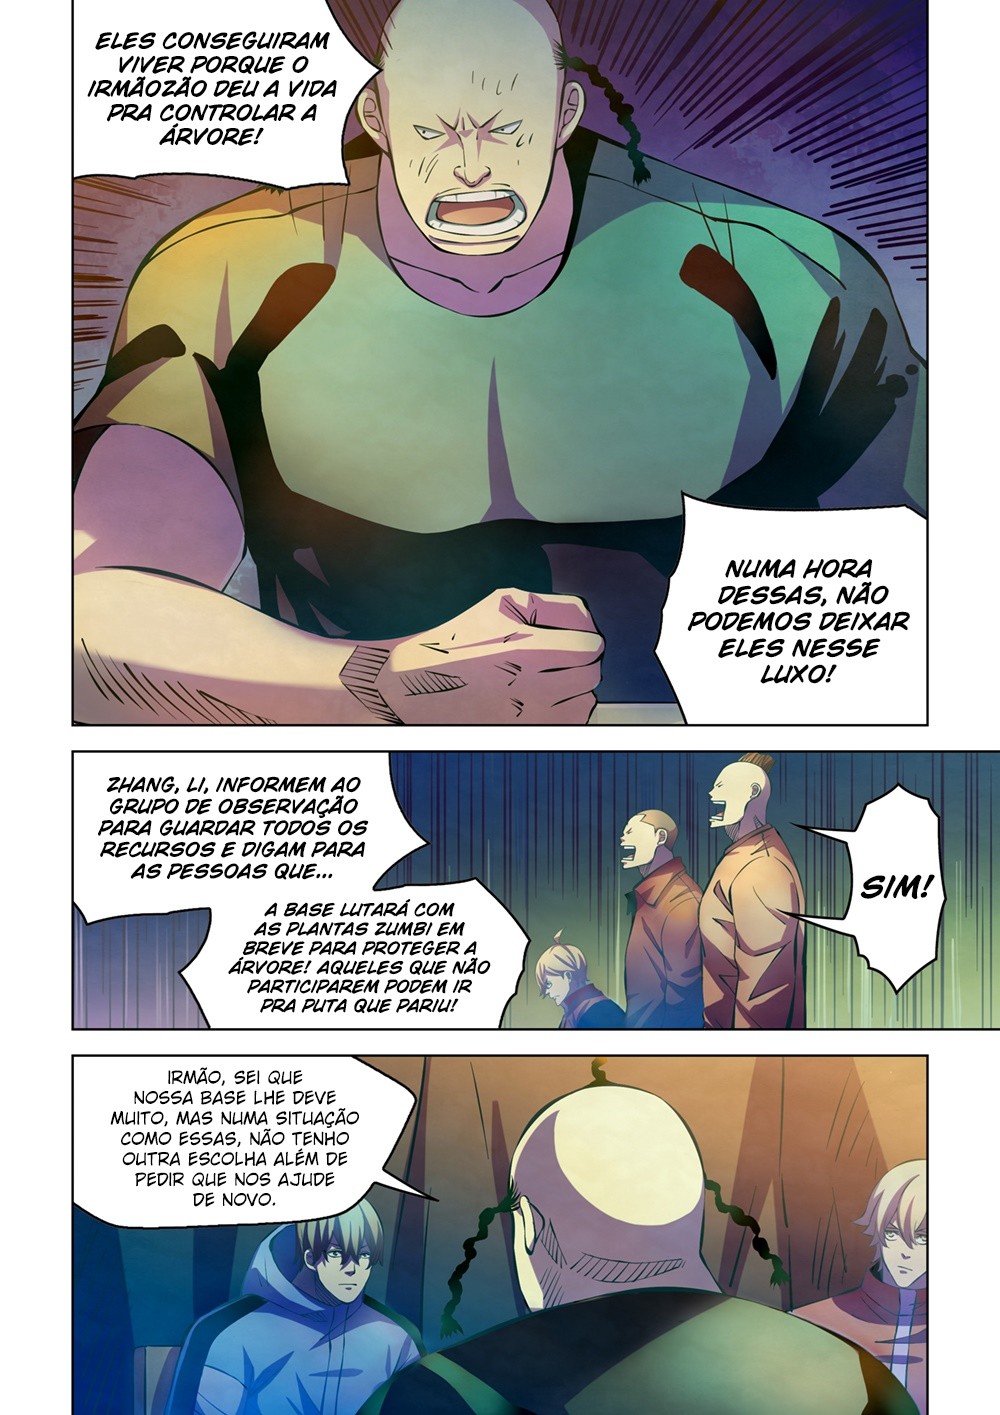 ELES CONSEGUIRAM
VIVER PORQUE O
IRMÃOZÃO DEU A VIDA
PRA CONTROLAR A
ÁRVORE!
NUMA HORA
DESSAS, NÃO
PODEMOS DEIXAR
ELES NESSE
LUXO!
ZHANG, LI, INFORMEM AO
GRUPO DE OBSERVAÇÃO
PARA GUARDAR TODOS OS
RECURSOS E DIGAM PARA
AS PESSOAS QUE...
A BASE LUTARÁ COM
AS PLANTAS ZUMBI EM
BREVE PARA PROTEGER A
ÁRVORE! AQUELES QUE NÃO
PARTICIPAREM PODEM IR
PRA PUTA QUE PARIU!
SIM!
IRMÃO, SEI QUE
NOSSA BASE LHE DEVE
MUITO, MAS NUMA SITUAÇÃO
COMO ESSAS, NÃO TENHO
OUTRA ESCOLHA ALÉM DE
PEDIR QUE NOS AJUDE
DE NOVO.